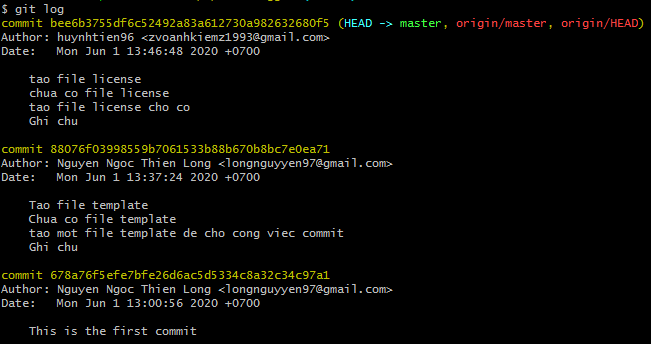 $ git log
commit bee6b3755df6c52492a83a612730a982632680f5 (HEAD -> master, origin/master, origin/HEAD)
Author: huynhtien96 <zvoanhkiemz1993@gmail.com>
Date:   Mon Jun 1 13:46:48 2020 +0700
tao file license
chua co file license
tao file license cho co
Ghi chu
commit 88076f03998559b7061533b88b670b8bc7e0ea71
Author: Nguyen Ngoc Thien Long <longnguyyen97@gmail.com>
Date:   Mon Jun 1 13:37:24 2020 +0700
Tao file template
Chua co file template
tao mot file template de cho cong viec commit
Ghi chu
commit 678a76f5efe7bfe26d6ac5d5334c8a32c34c97a1
Author: Nguyen Ngoc Thien Long <longnguyyen97@gmail.com>
Date:   Mon Jun 1 13:00:56 2020 +0700
This is the first commit